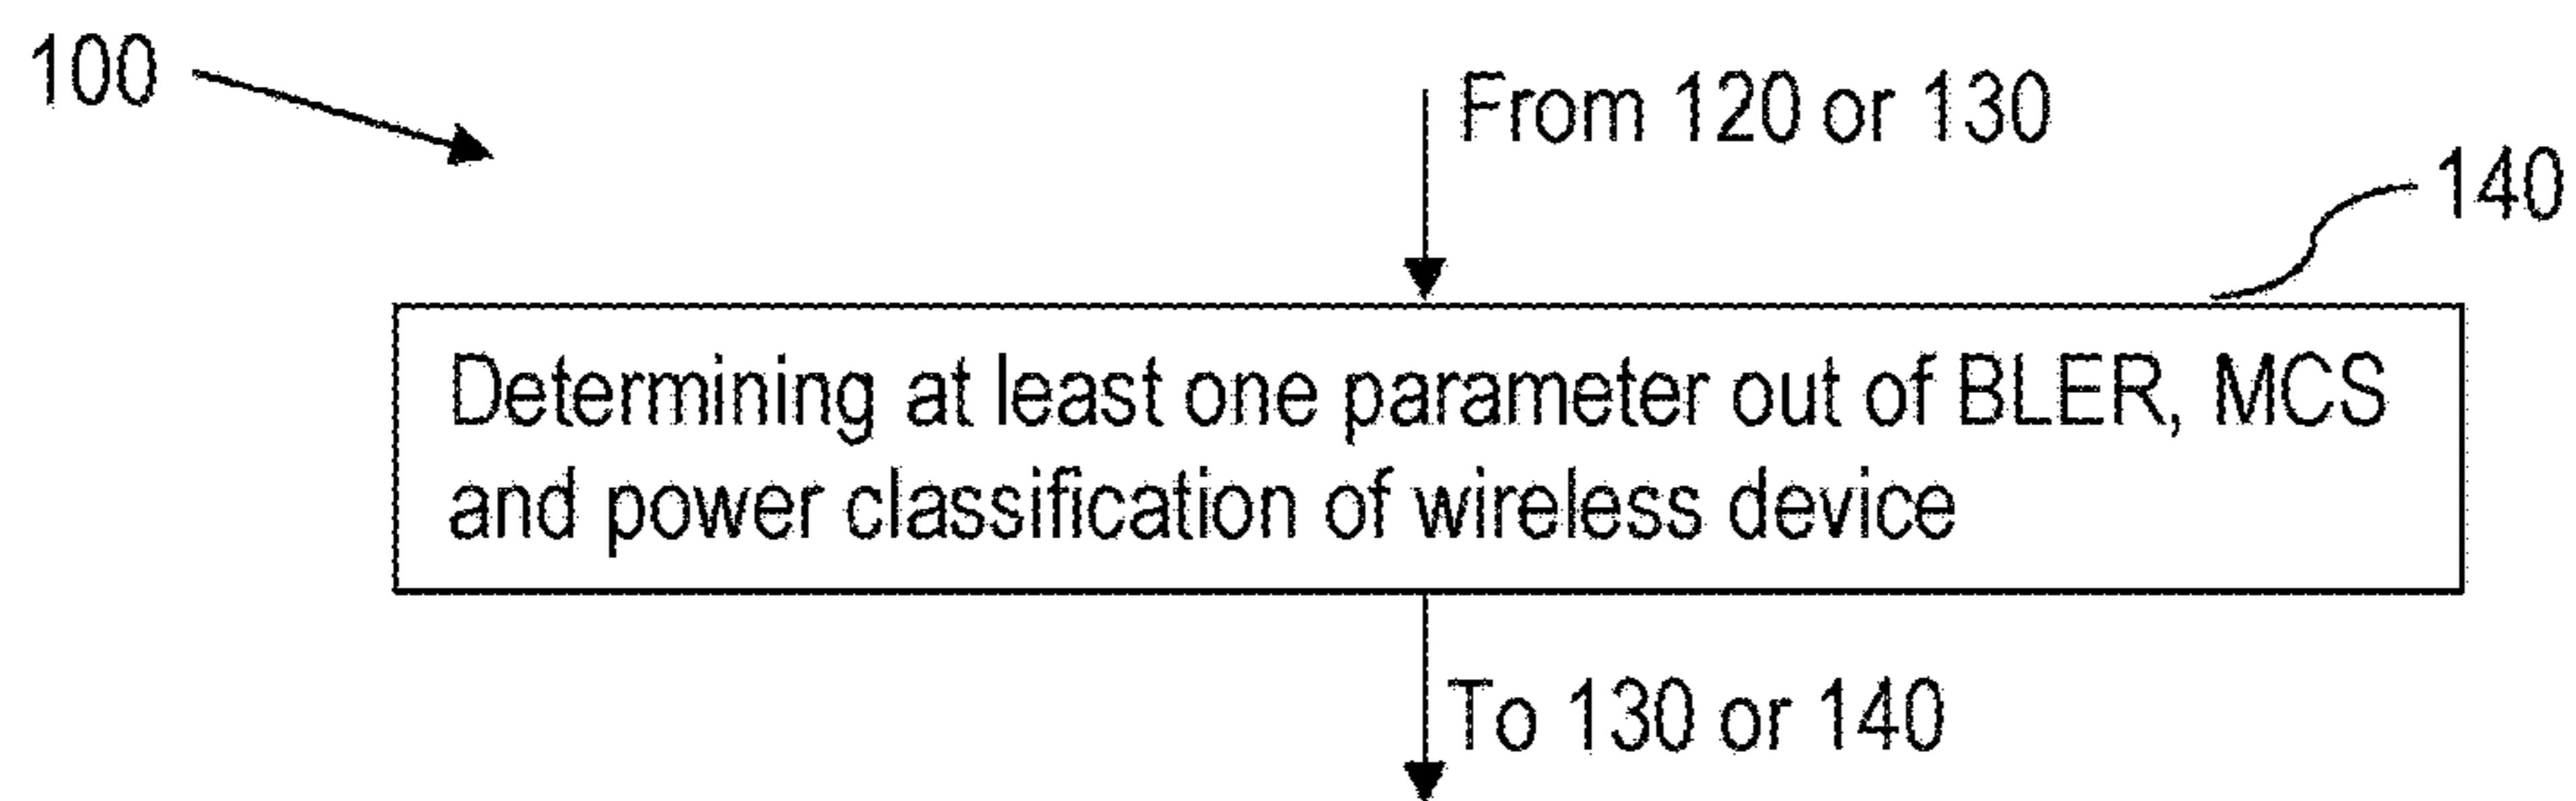 100
From 120 or 130
140
Determining at least one parameter out of BLER, MCS
and power classification of wireless device
To 130 or 140